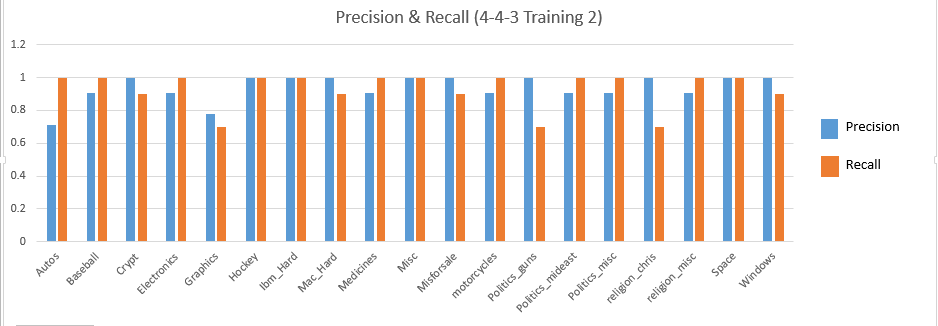 Precision & Recall (4-4-3 Training 2)
1.2
1
0.8
0.6
0.4
0.2
0
Autos
Baseball
Crypt
Electronics
Graphics
Hockey
Ibm_Hard
Mac_Hard
Medicines
Misc
Misforsale
motorcycles
Politics_guns
Politics_mideast
Politics_misc
religion_chris
religion_misc
Space
Windows
Precision
Recall